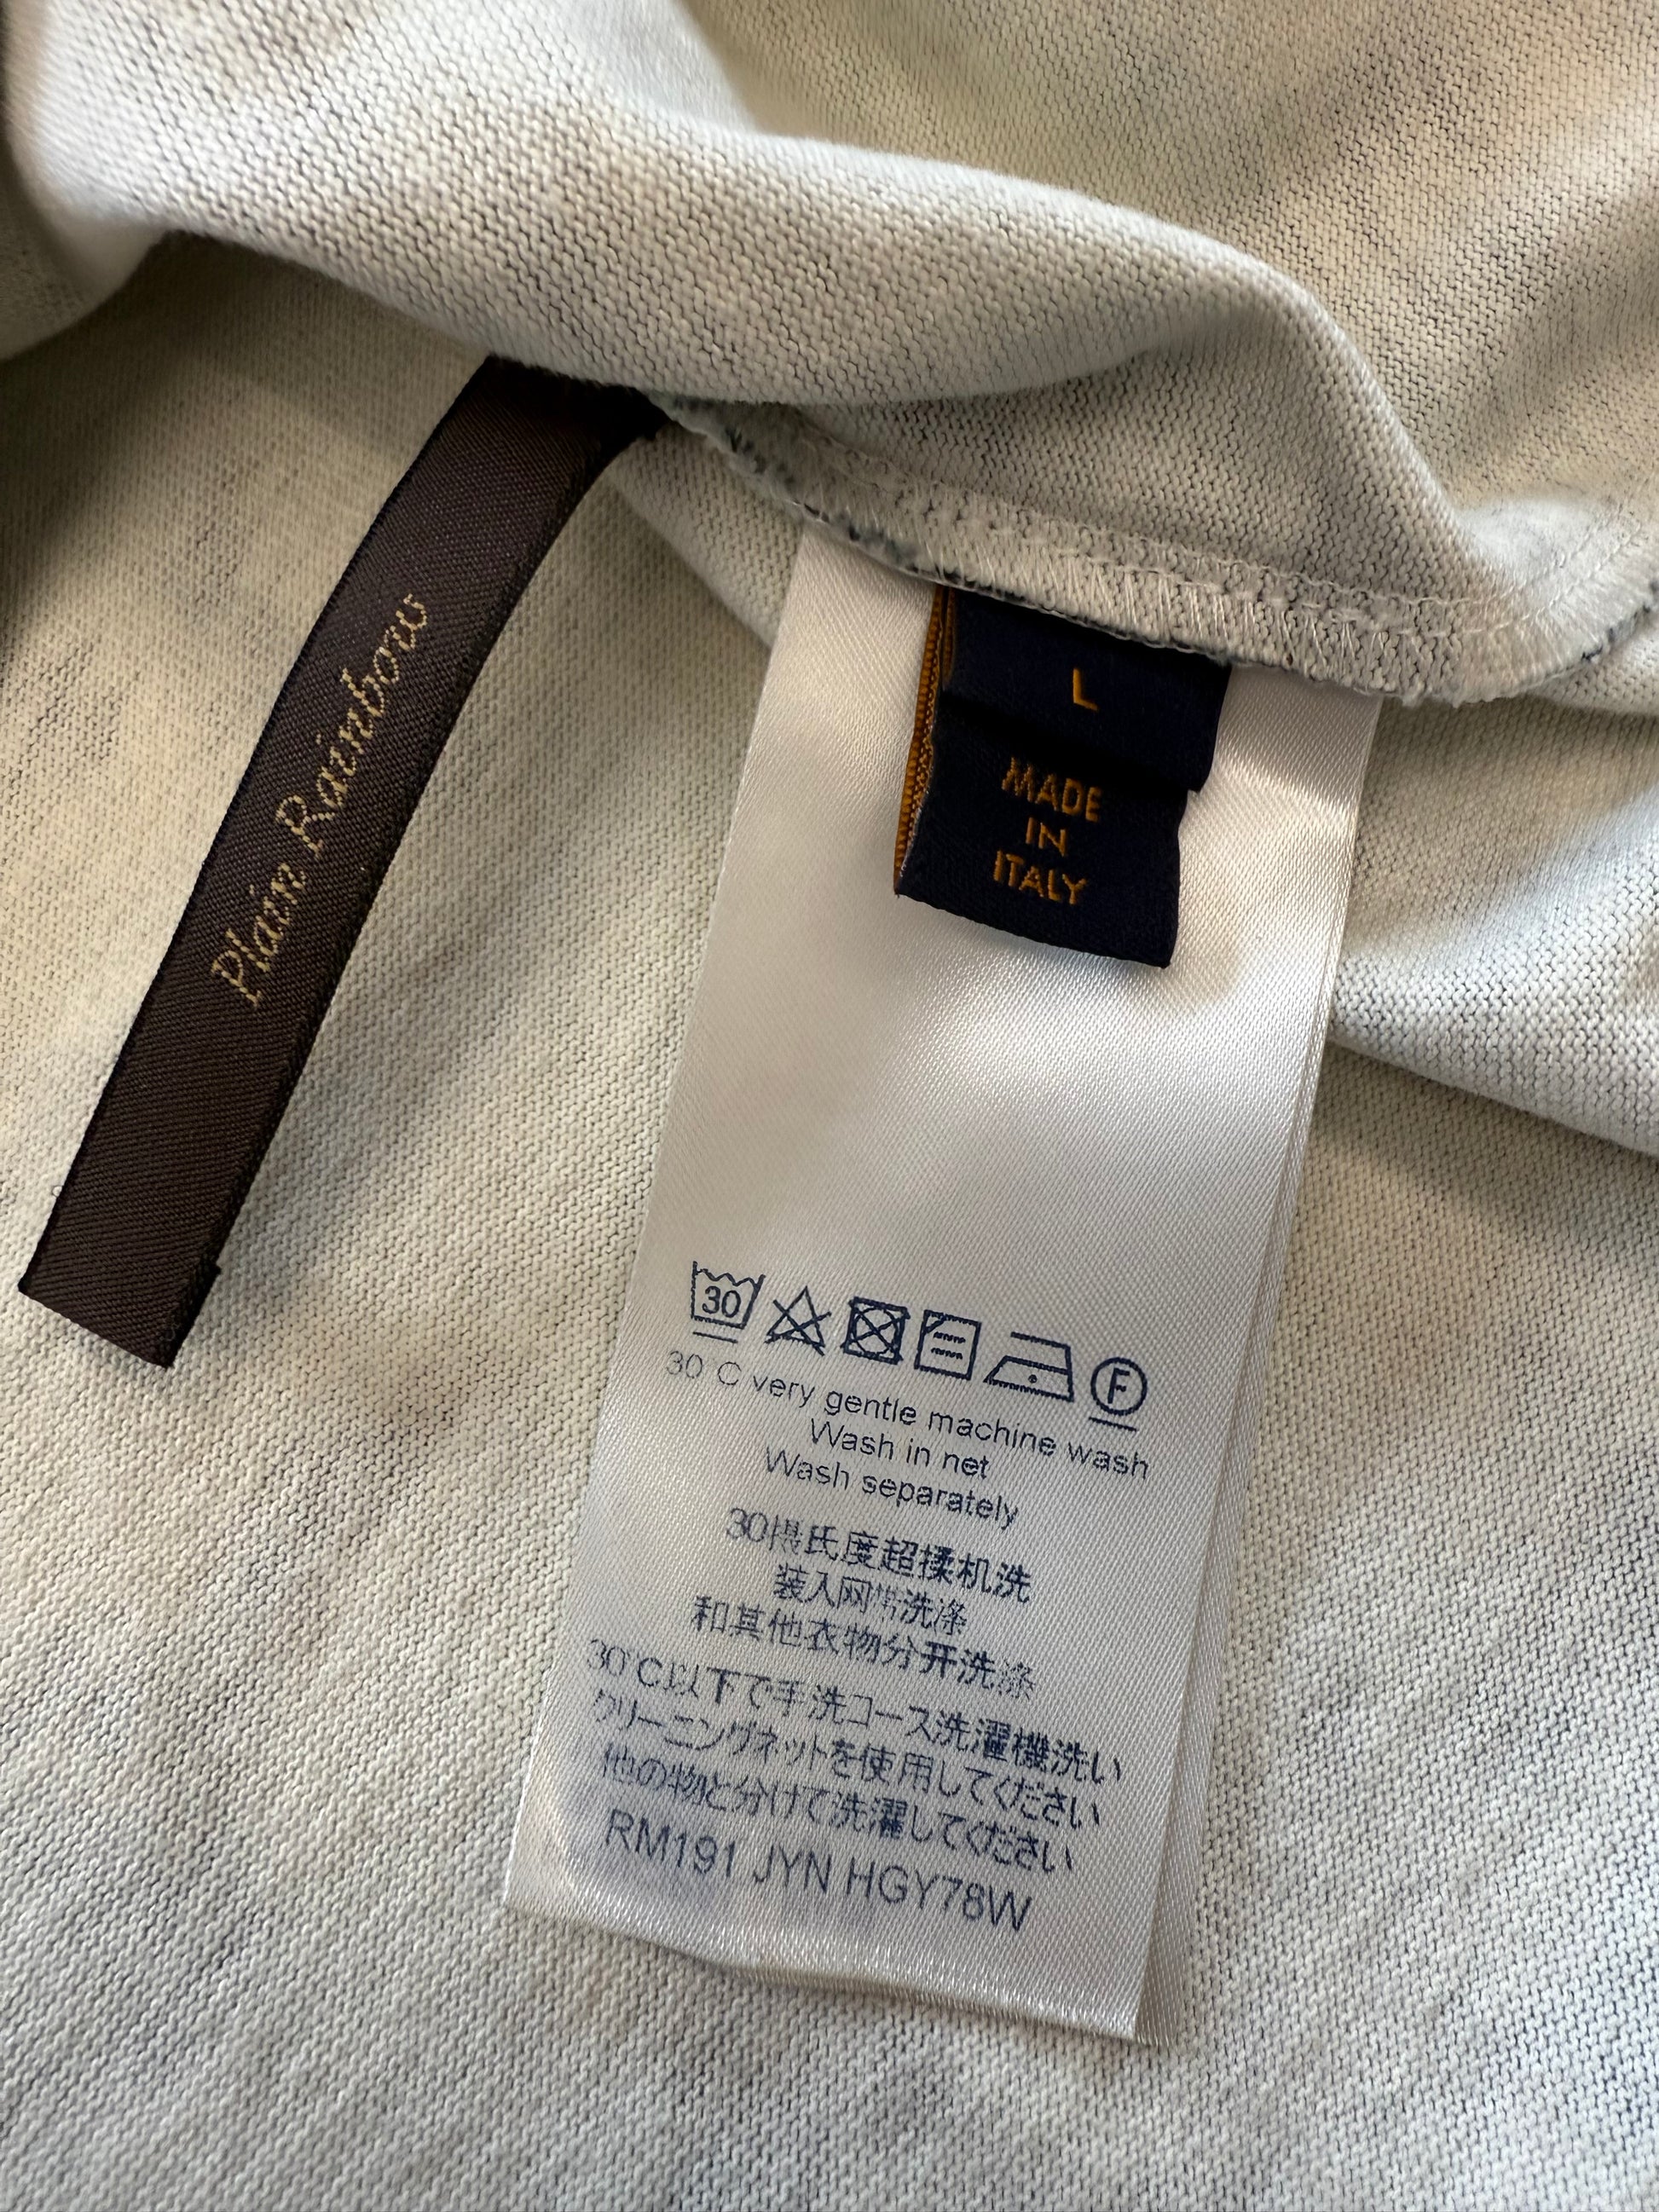 Plain Rainbow
L
MADE
IN
ITALY
30
F
30°C very gentle machine wash
Wash in net
Wash separately
30摄氏度超揉机洗
装入网带洗涤
和其他衣物分开洗涤
30°C以下で手洗コース洗濯機洗い
クリーニングネットを使用してください
他の物と分けて洗濯してください
RM191 JYN HGY78W